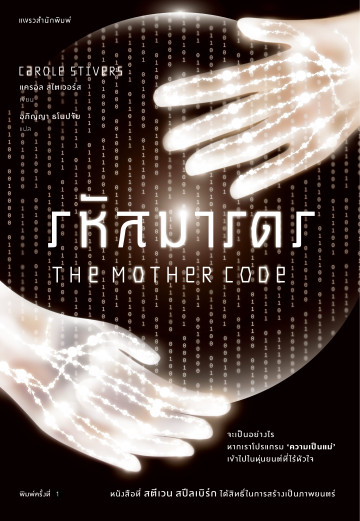 แพรวสำนักพิมพ์
CAROLE STIVERS
แครอล สไตเวอร์ส
เขียน
อภิญญา ธโนปจัย
แปล
รหัสมารดร
THE MOTHER CODE
จะเป็นอย่างไร
หากเราโปรแกรม 'ความเป็นแม่'
เข้าไปในหุ่นยนต์ที่ไร้หัวใจ
พิมพ์ครั้งที่ 1
หนังสือที่ สตีเวน สปีลเบิร์ก ได้สิทธิ์ในการสร้างเป็นภาพยนตร์